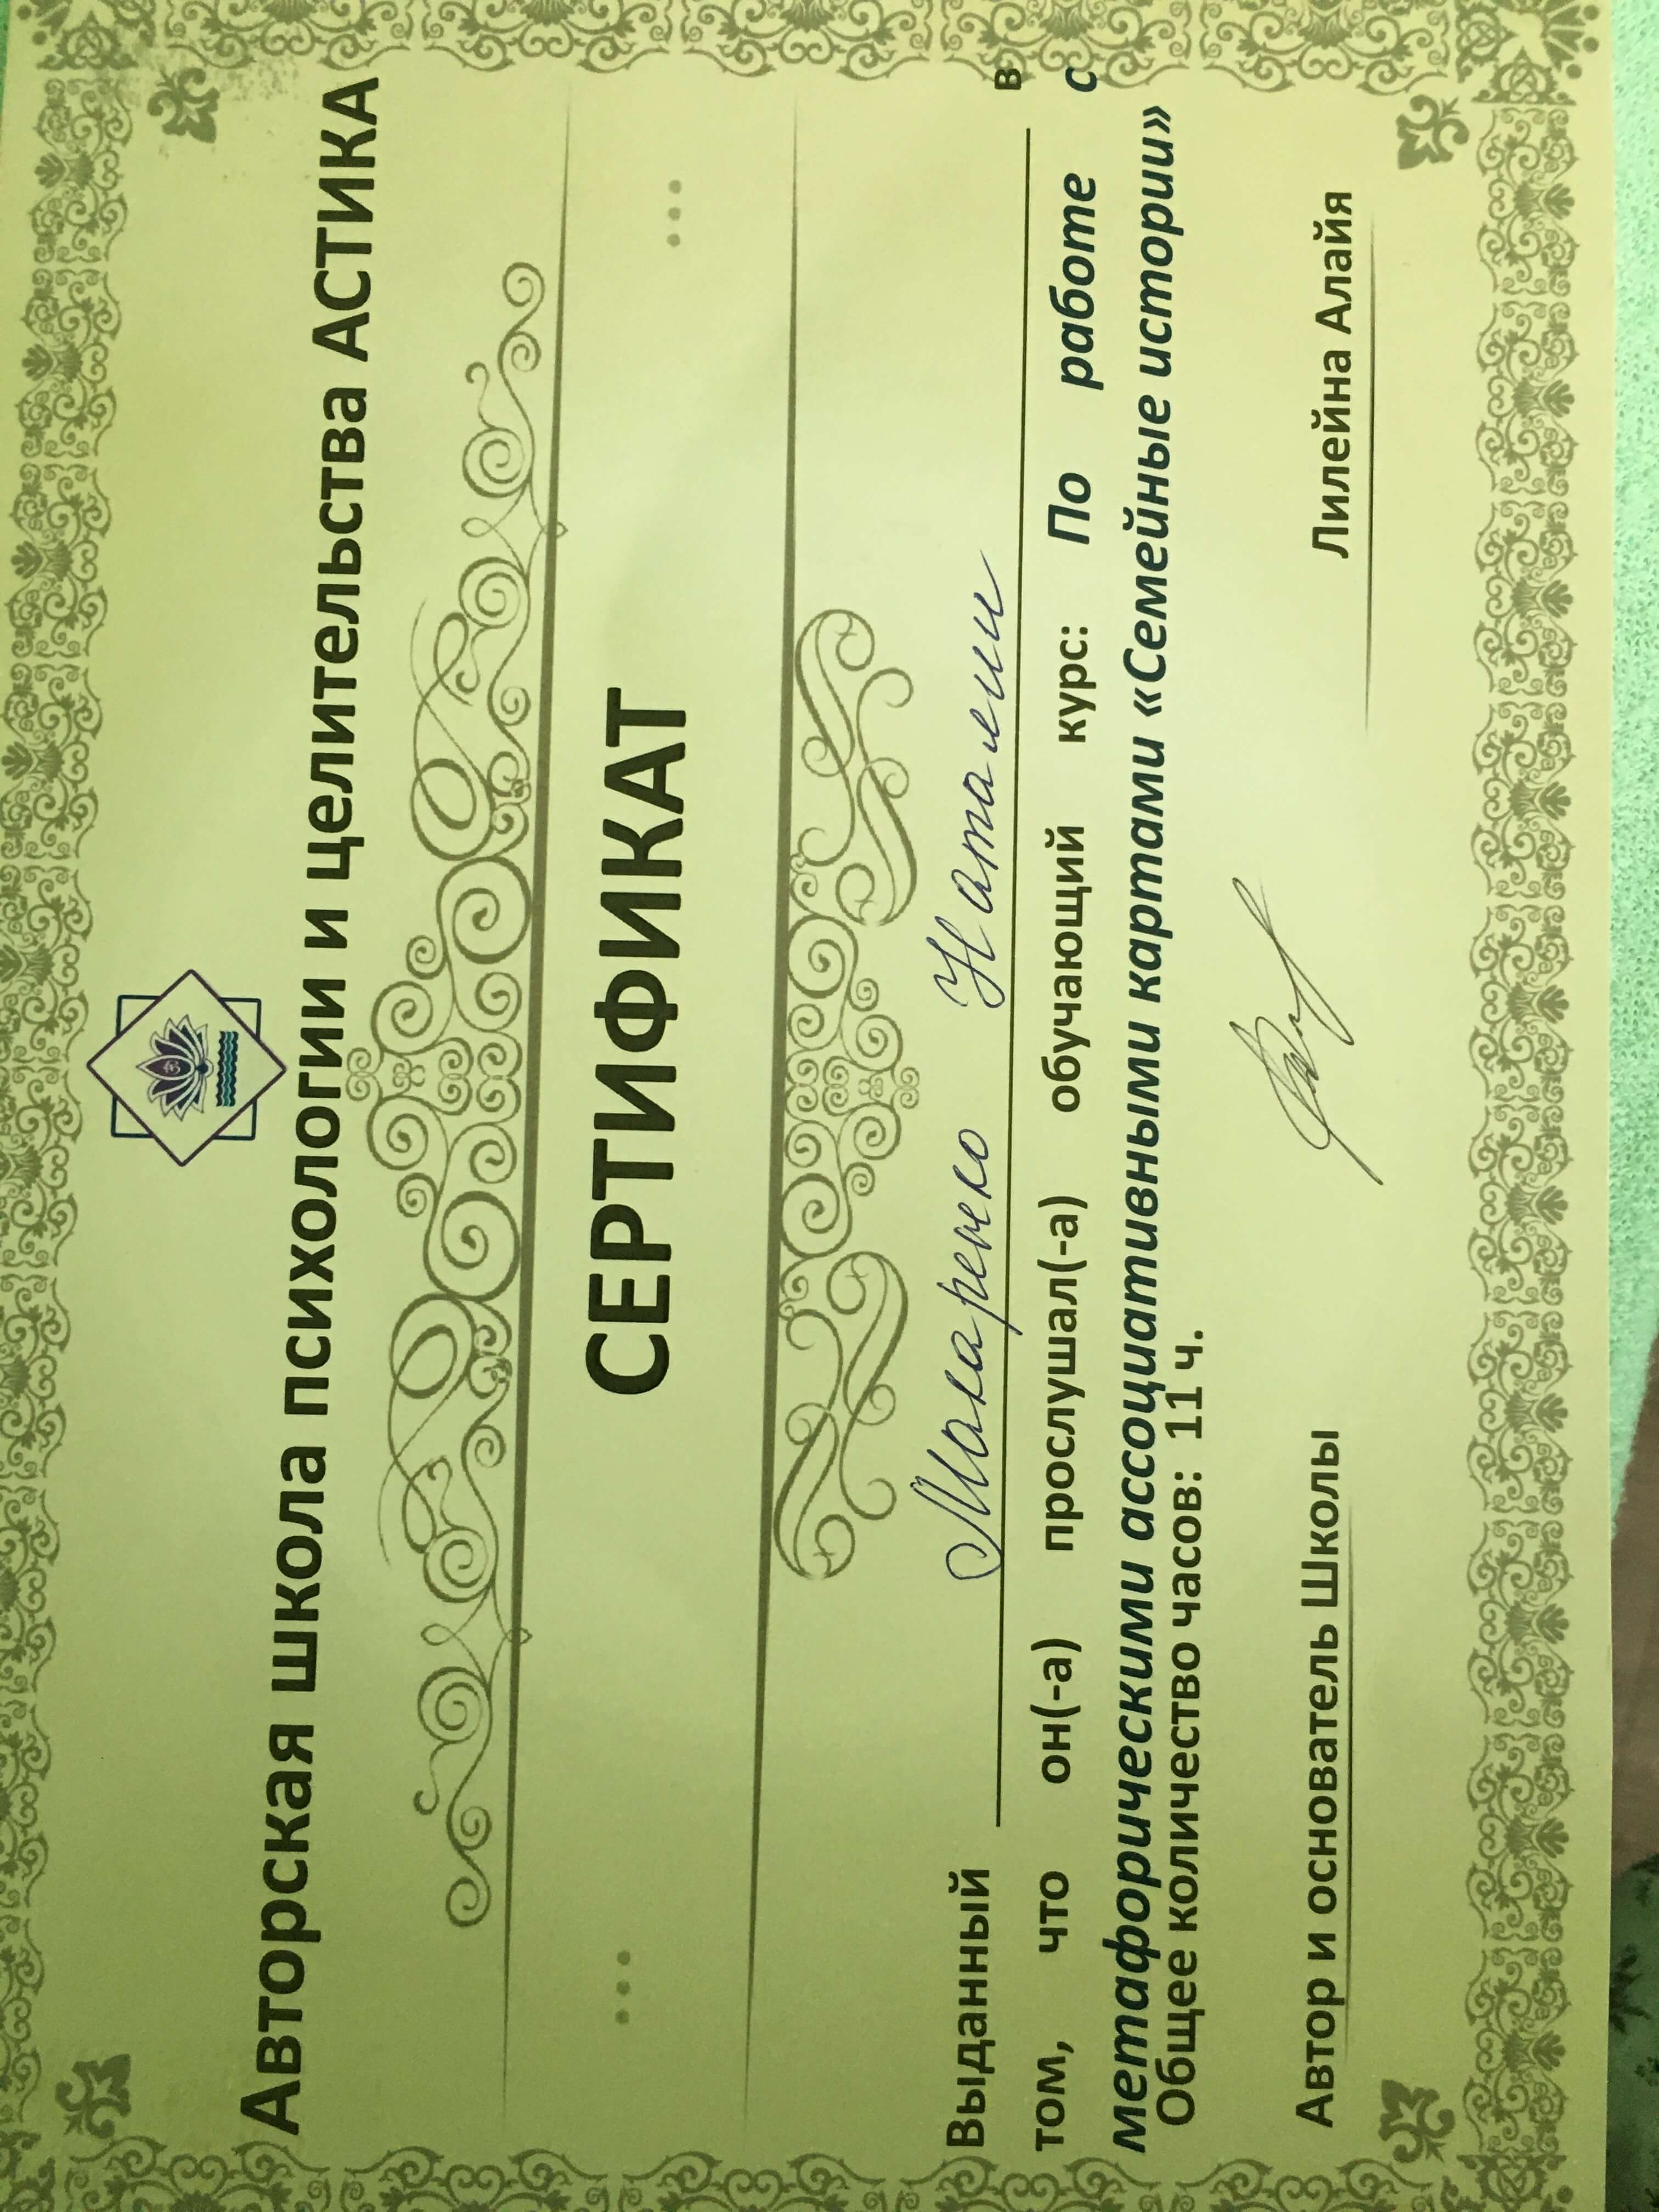 Авторская школа психологии и целительства АСТИКА
СЕРТИФИКАТ
Выданный Макаренко Наталии в
том, что он(-а) прослушал(-а) обучающий курс: По работе с
метафорическими ассоциативными картами «Семейные истории»
Общее количество часов: 11 ч.
Автор и основатель Школы Лилейна Алайя